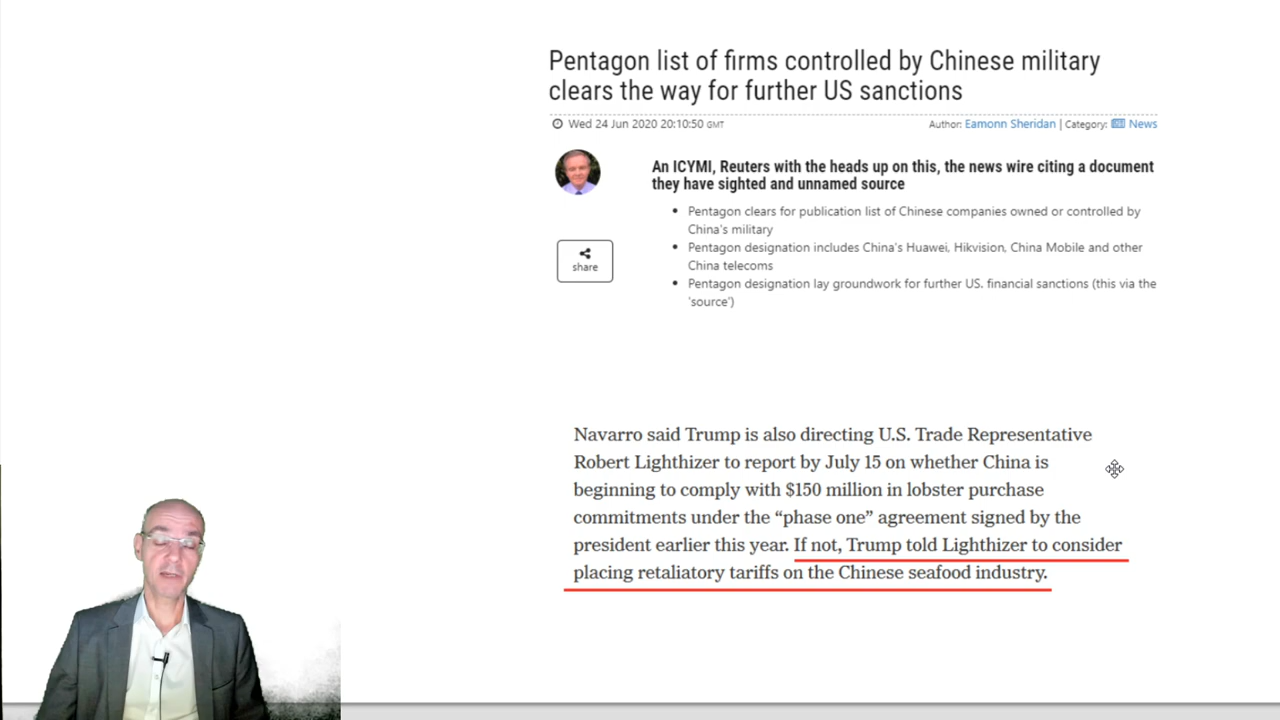 Pentagon list of firms controlled by Chinese military
clears the way for further US sanctions
Wed 24 Jun 2020 20:10:50 GMT
Author: Eamonn Sheridan | Category: News
An ICYMI, Reuters with the heads up on this, the news wire citing a document
they have sighted and unnamed source
Pentagon clears for publication list of Chinese companies owned or controlled by
China's military
Pentagon designation includes China's Huawei, Hikvision, China Mobile and other
China telecoms
Pentagon designation lay groundwork for further US. financial sanctions (this via the
'source')
share
Navarro said Trump is also directing U.S. Trade Representative
Robert Lighthizer to report by July 15 on whether China is
beginning to comply with $150 million in lobster purchase
commitments under the “phase one” agreement signed by the
president earlier this year. If not, Trump told Lighthizer to consider
placing retaliatory tariffs on the Chinese seafood industry.